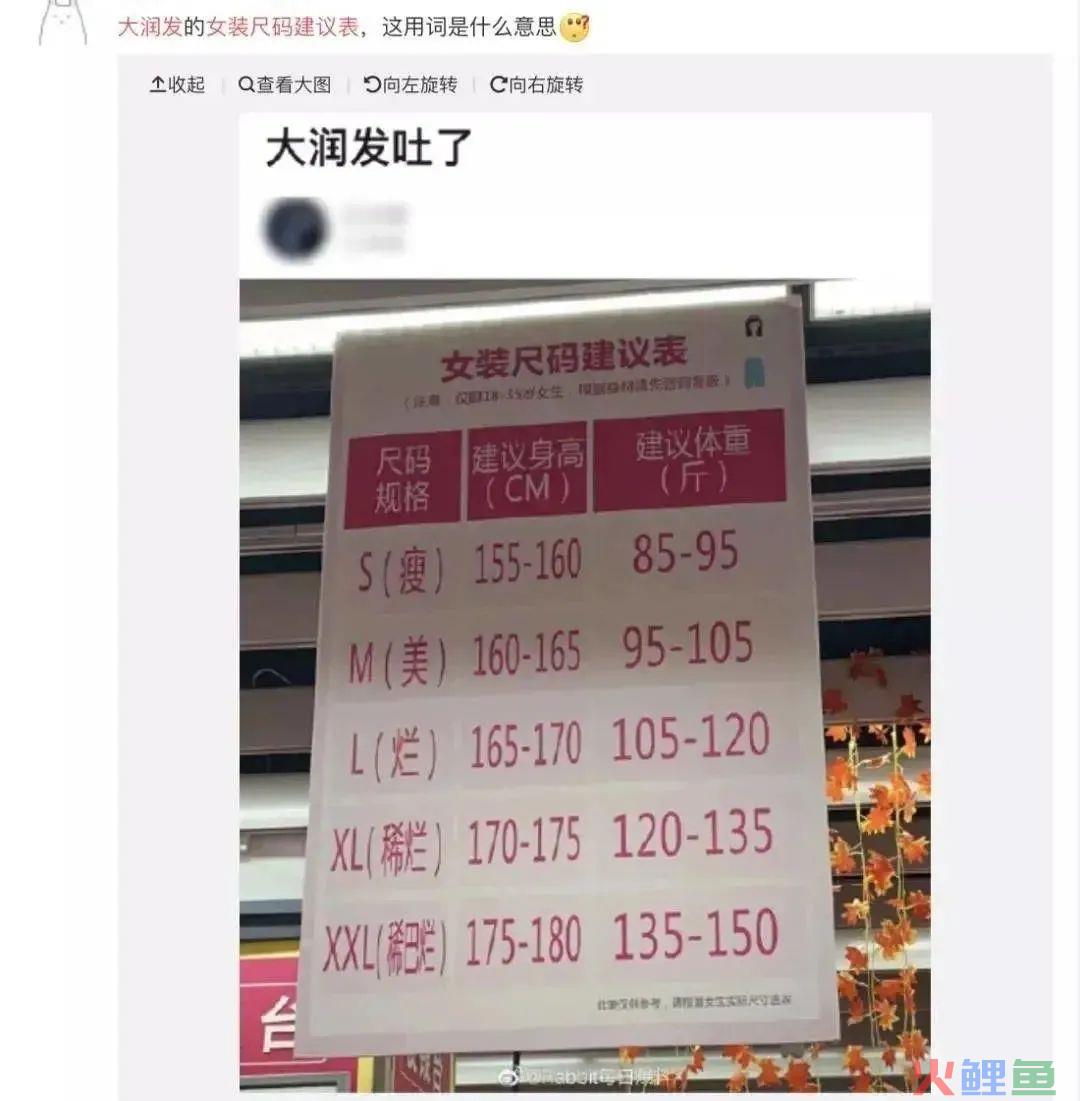 大润发的女装尺码建议表，这用词是什么意思
收起 查看大图 向左旋转 向右旋转
大润发吐了
女装尺码建议表
尺码规格 建议身高（CM） 建议体重（斤）
S(瘦) 155-160 85-95
M(美) 160-165 95-105
L(烂) 165-170 105-120
XL(稀烂) 170-175 120-135
XXL(稀巴烂) 175-180 135-150
台
火鲤鱼